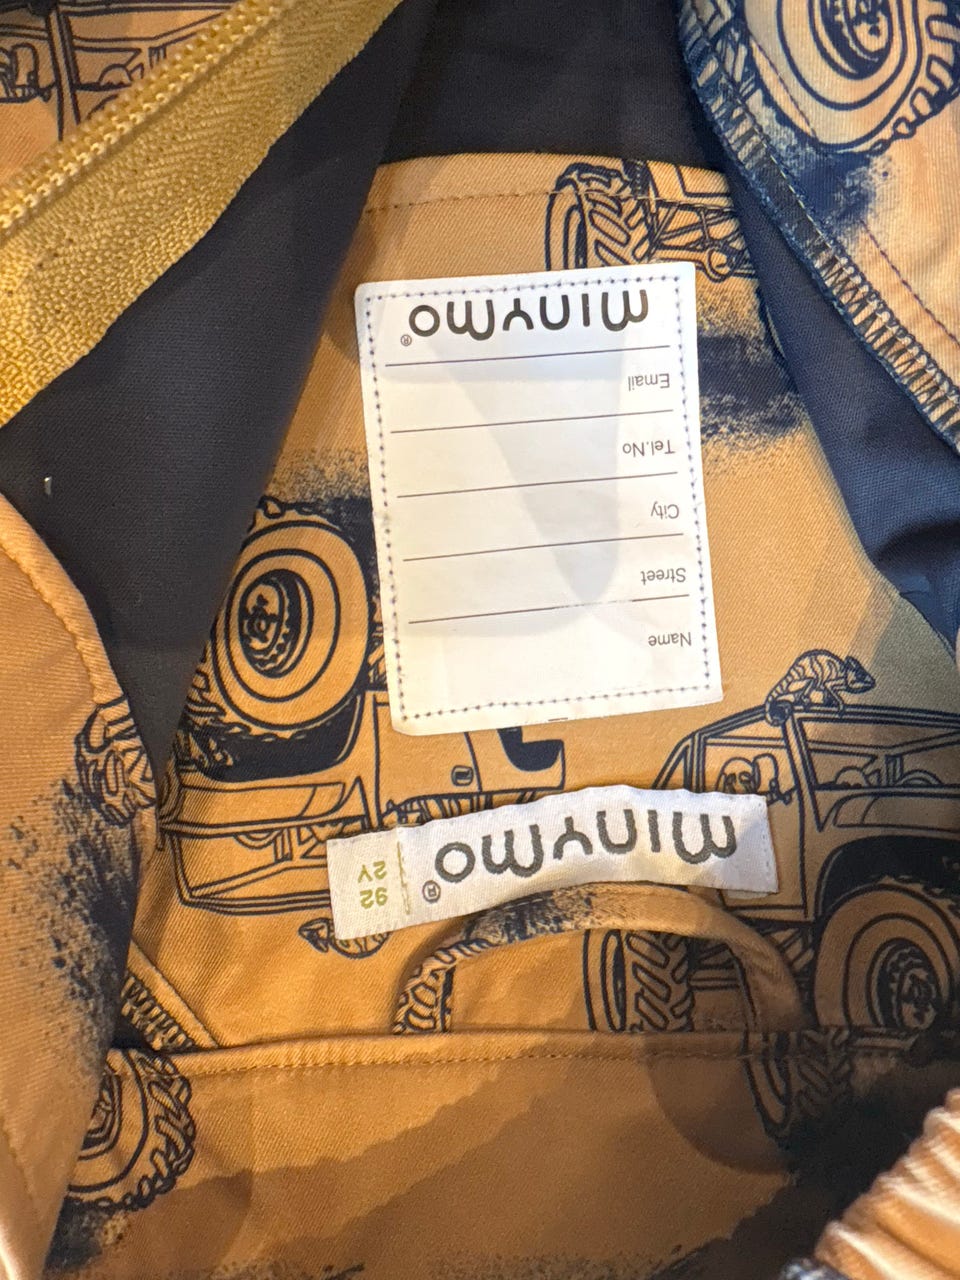 Name
Street
City
Tel.No
Email
minymo®
minymo®
92
2Y